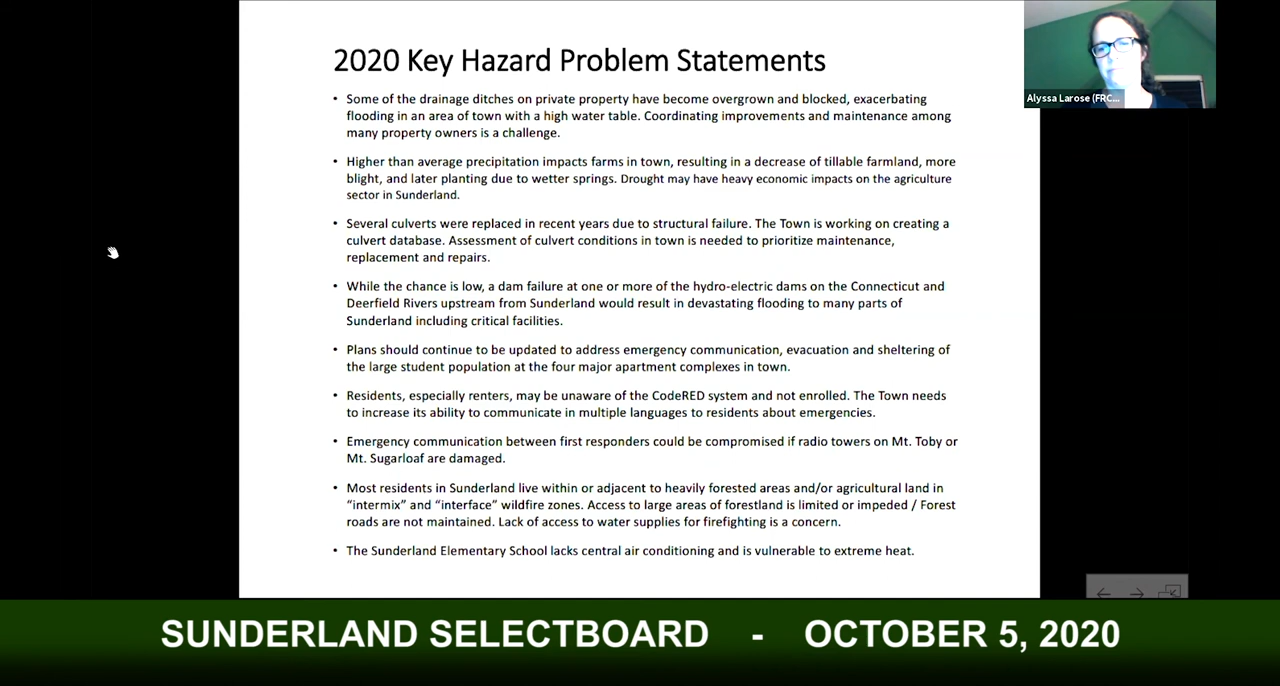 2020 Key Hazard Problem Statements
• Some of the drainage ditches on private property have become overgrown and blocked, exacerbating
flooding in an area of town with a high water table. Coordinating improvements and maintenance among
many property owners is a challenge.
• Higher than average precipitation impacts farms in town, resulting in a decrease of tillable farmland, more
blight, and later planting due to wetter springs. Drought may have heavy economic impacts on the agriculture
sector in Sunderland.
• Several culverts were replaced in recent years due to structural failure. The Town is working on creating a
culvert database. Assessment of culvert conditions in town is needed to prioritize maintenance,
replacement and repairs.
• While the chance is low, a dam failure at one or more of the hydro-electric dams on the Connecticut and
Deerfield Rivers upstream from Sunderland would result in devastating flooding to many parts of
Sunderland including critical facilities.
• Plans should continue to be updated to address emergency communication, evacuation and sheltering of
the large student population at the four major apartment complexes in town.
• Residents, especially renters, may be unaware of the CodeRED system and not enrolled. The Town needs
to increase its ability to communicate in multiple languages to residents about emergencies.
• Emergency communication between first responders could be compromised if radio towers on Mt. Toby or
Mt. Sugarloaf are damaged.
• Most residents in Sunderland live within or adjacent to heavily forested areas and/or agricultural land in
“intermix” and “interface” wildfire zones. Access to large areas of forestland is limited or impeded / Forest
roads are not maintained. Lack of access to water supplies for firefighting is a concern.
• The Sunderland Elementary School lacks central air conditioning and is vulnerable to extreme heat.
Alyssa Larose (FRC...
SUNDERLAND SELECTBOARD - OCTOBER 5, 2020